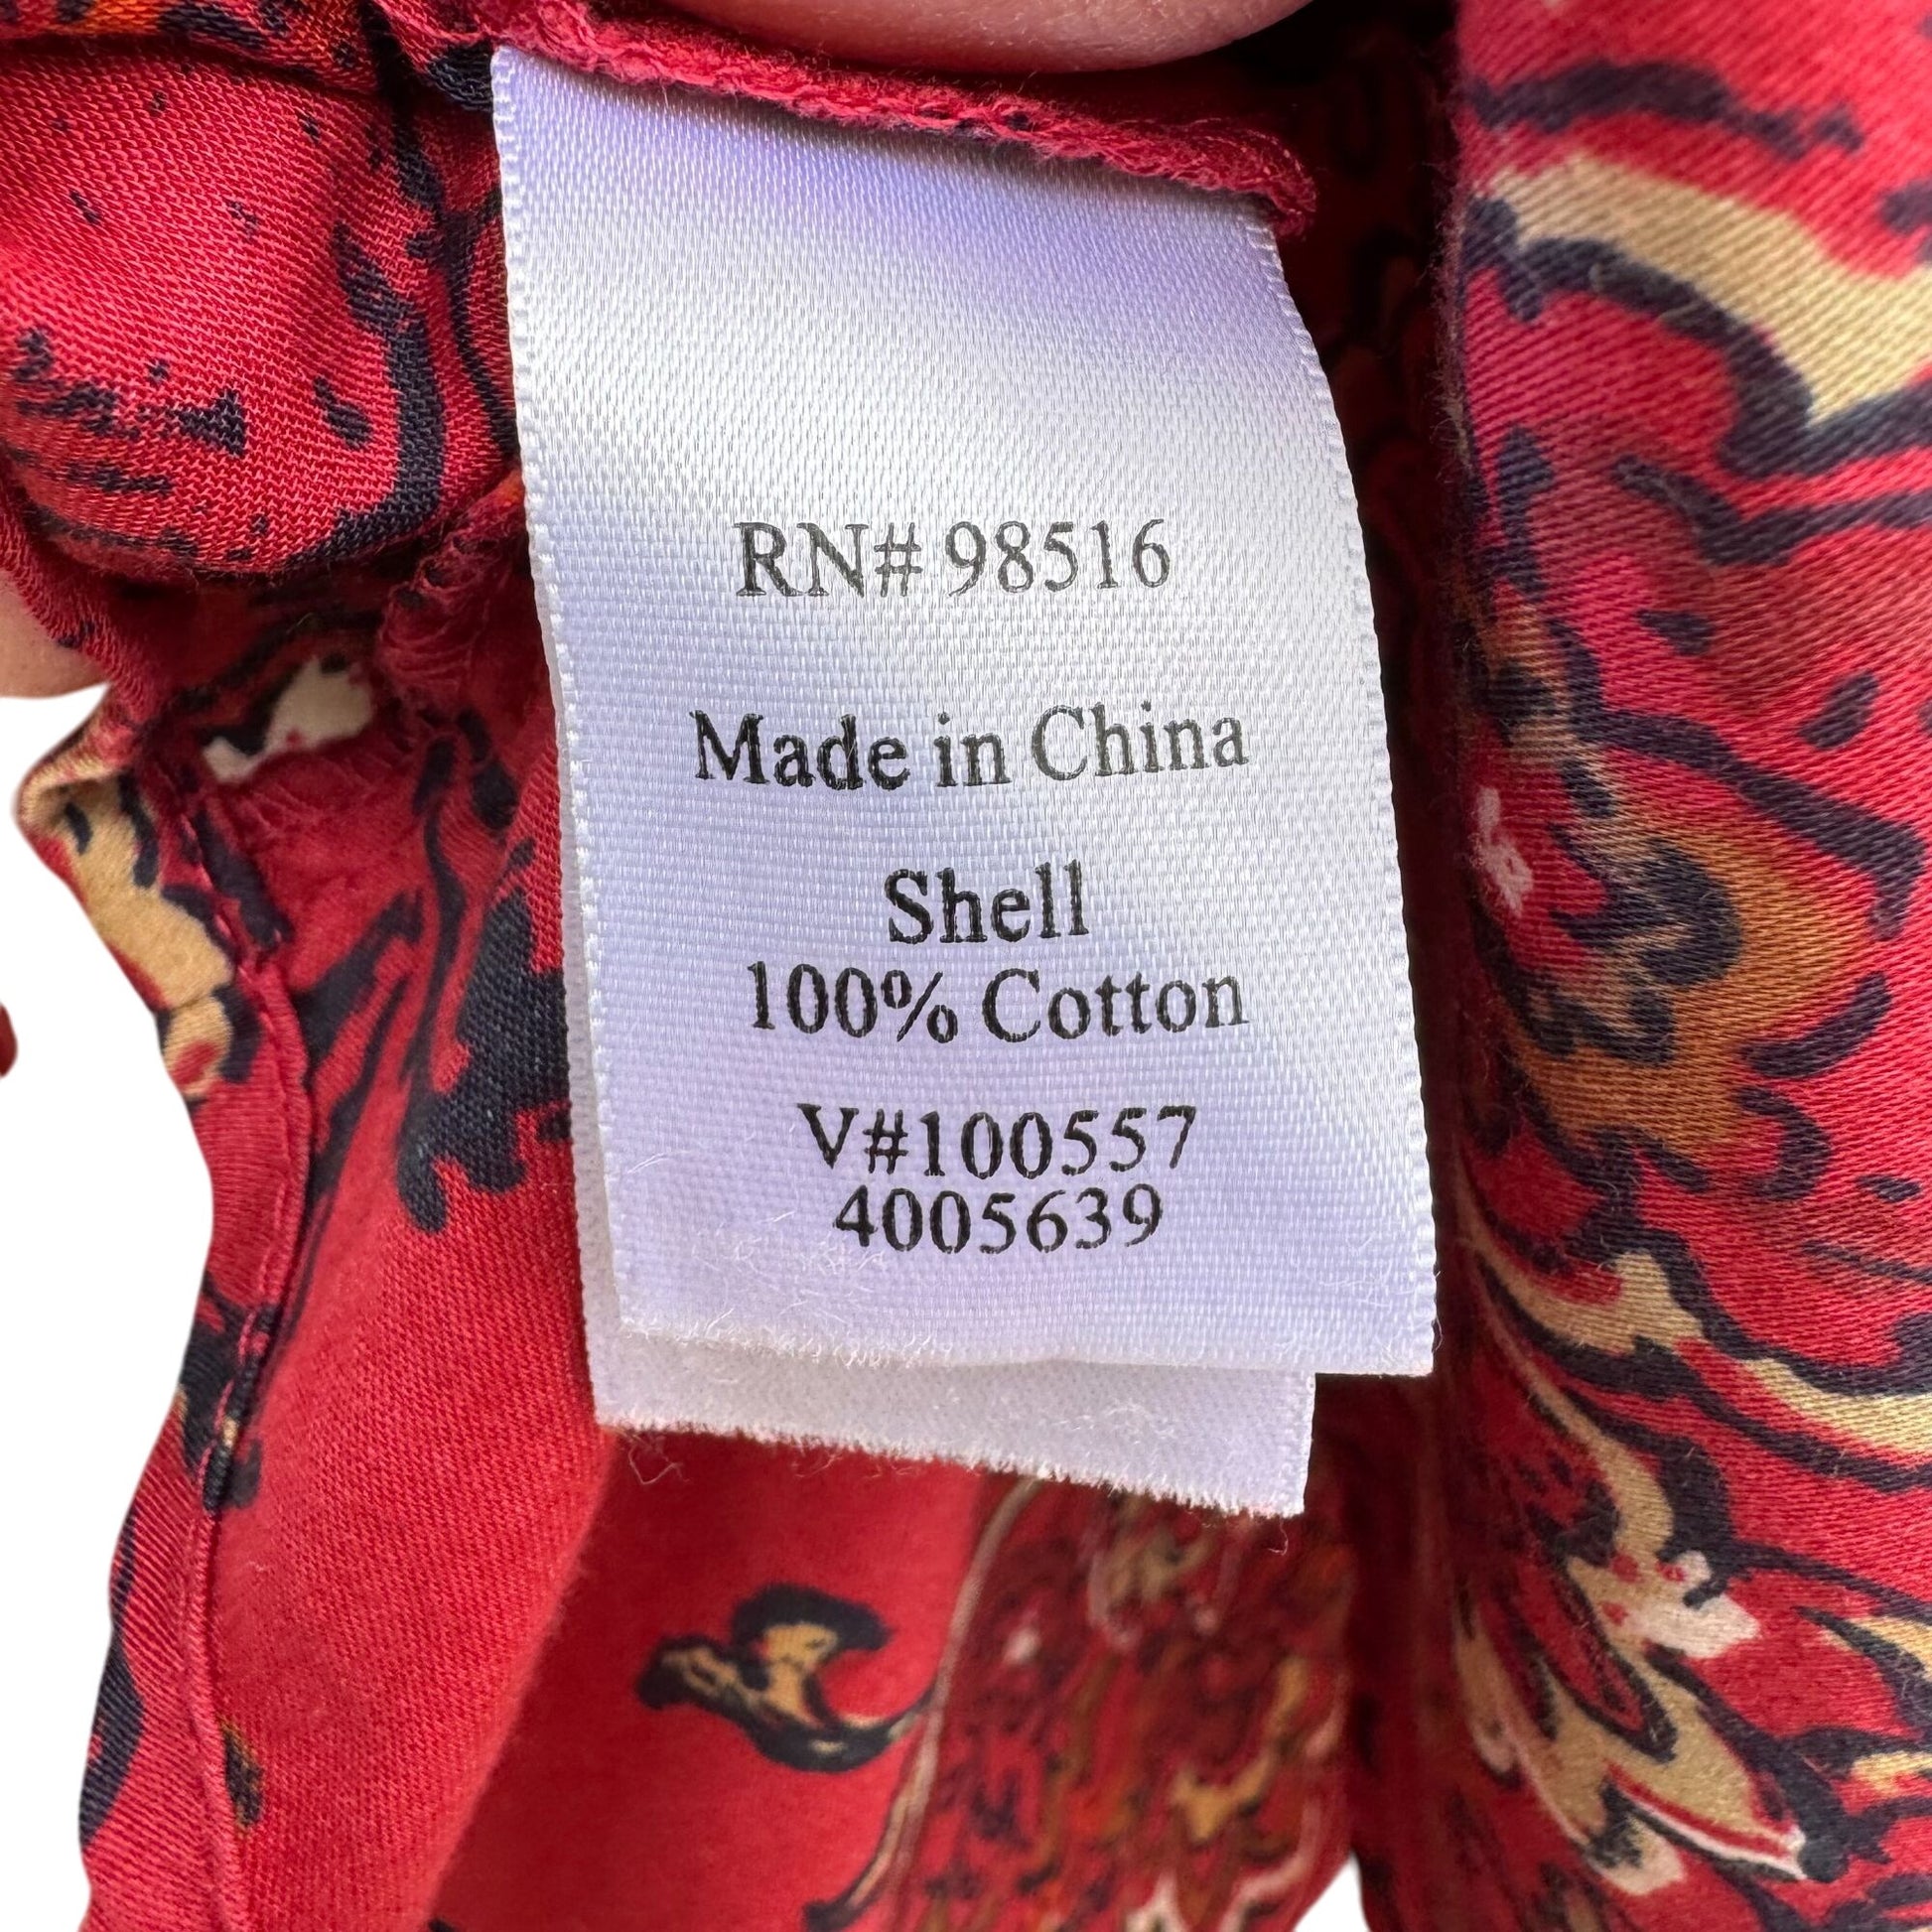 RN# 98516
Made in China
Shell
100% Cotton
V#100557
4005639